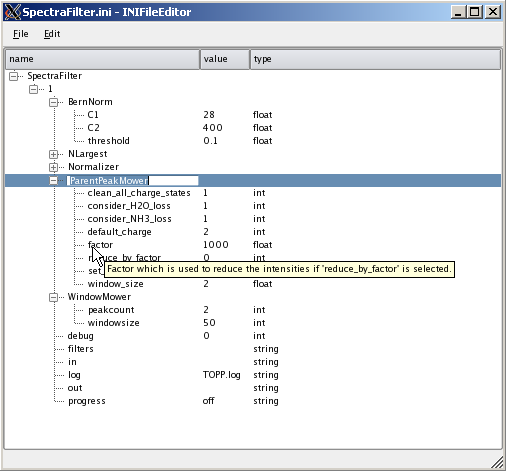 SpectraFilter.ini - INIFileEditor
File Edit
name value type
SpectraFilter
1
BernNorm
C1 28 float
C2 400 float
threshold 0.1 float
NLargest
Normalizer
ParentPeakMower
clean_all_charge_states 1 int
consider_H2O_loss 1 int
consider_NH3_loss 1 int
default_charge 2 int
factor 1000 float
reduce_by_factor 0 int
Factor which is used to reduce the intensities if 'reduce_by_factor' is selected.
window_size 2 float
WindowMower
peakcount 2 int
windowsize 50 int
debug 0 int
filters string
in string
log TOPP.log string
out string
progress off string